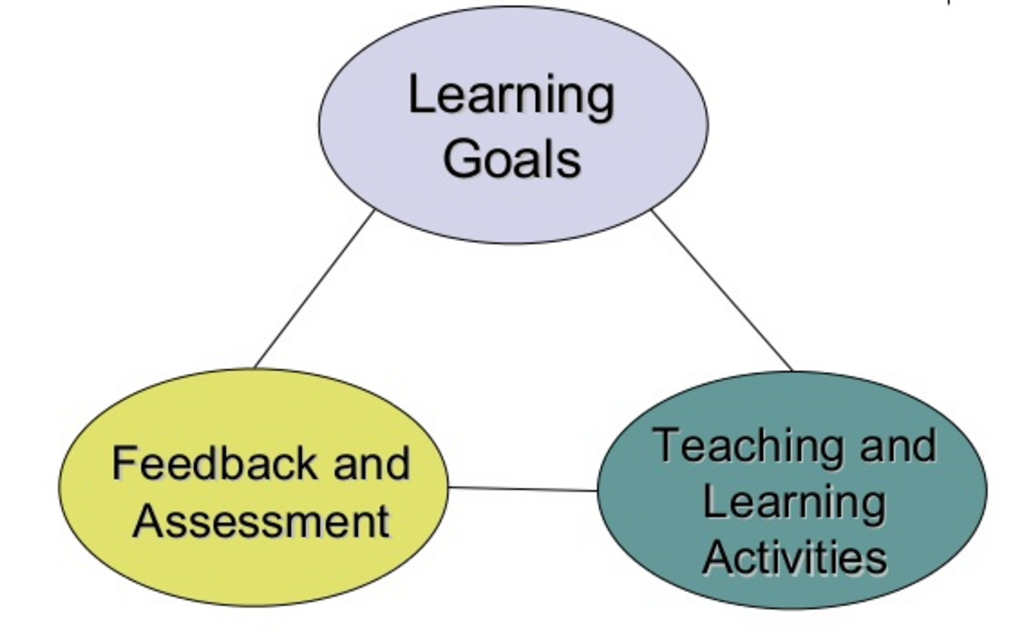 Learning
Goals
Feedback and
Assessment
Teaching and
Learning
Activities